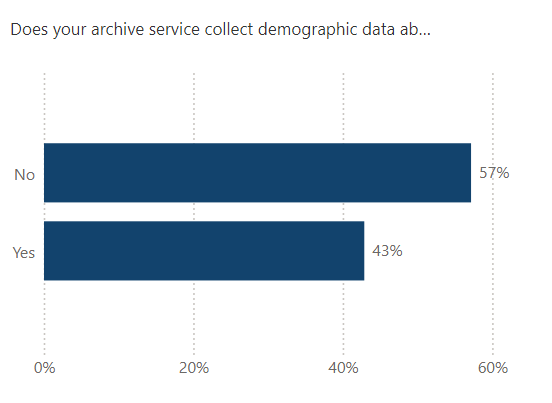 Does your archive service collect demographic data ab...
No
57%
Yes
43%
0% 20% 40% 60%